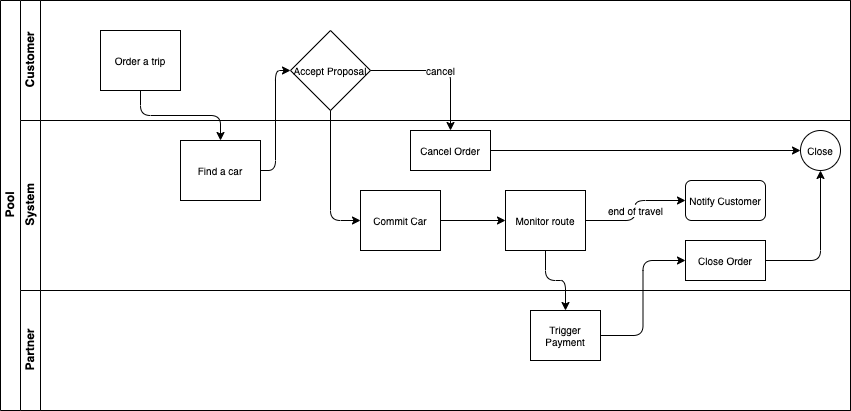 Pool
Customer
Order a trip
Accept Proposal
cancel
System
Find a car
Cancel Order
Close
Commit Car
Monitor route
end of travel
Notify Customer
Close Order
Partner
Trigger
Payment